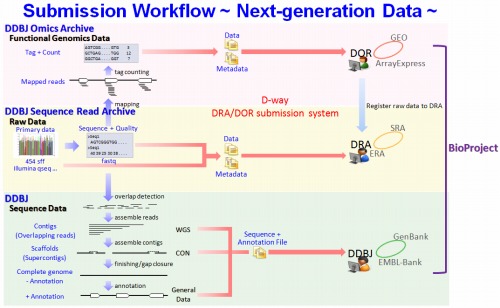 Submission Workflow ~ Next-generation Data ~
DDBJ Omics Archive
Functional Genomics Data
Tag + Count
AGTCGG....GTG 3
GCTGAG....TGG 12
GGCTGA....GGT 7
Data
Metadata
DOR
GEO
ArrayExpress
tag counting
Mapped reads
mapping
D-way
DRA/DOR submission system
Register raw data to DRA
BioProject
DDBJ Sequence Read Archive
Raw Data
Primary data
Sequence + Quality
454 sff
illumina qseq ...
fastq
Data
Metadata
DRA
SRA
ERA
DDBJ
Sequence Data
overlap detection
assemble reads
Contigs
(Overlapping reads)
WGS
assemble contigs
Scaffolds
(Supercontigs)
CON
finishing/gap closure
Complete genome
- Annotation
annotation
+ Annotation
General
Data
Sequence +
Annotation File
DDBJ
GenBank
EMBL-Bank